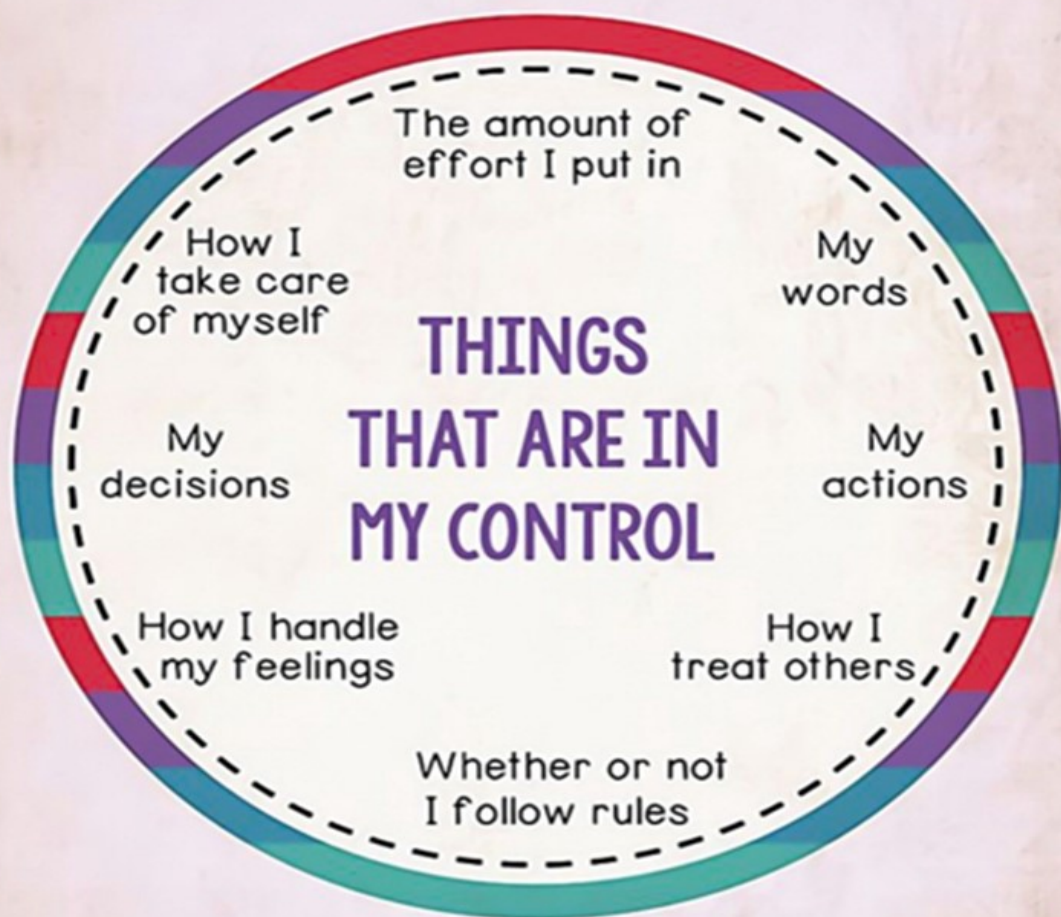 The amount of
effort I put in
How I
take care
of myself
My
words
THINGS
THAT ARE IN
MY CONTROL
My
decisions
My
actions
How I handle
my feelings
How I
treat others
Whether or not
I follow rules